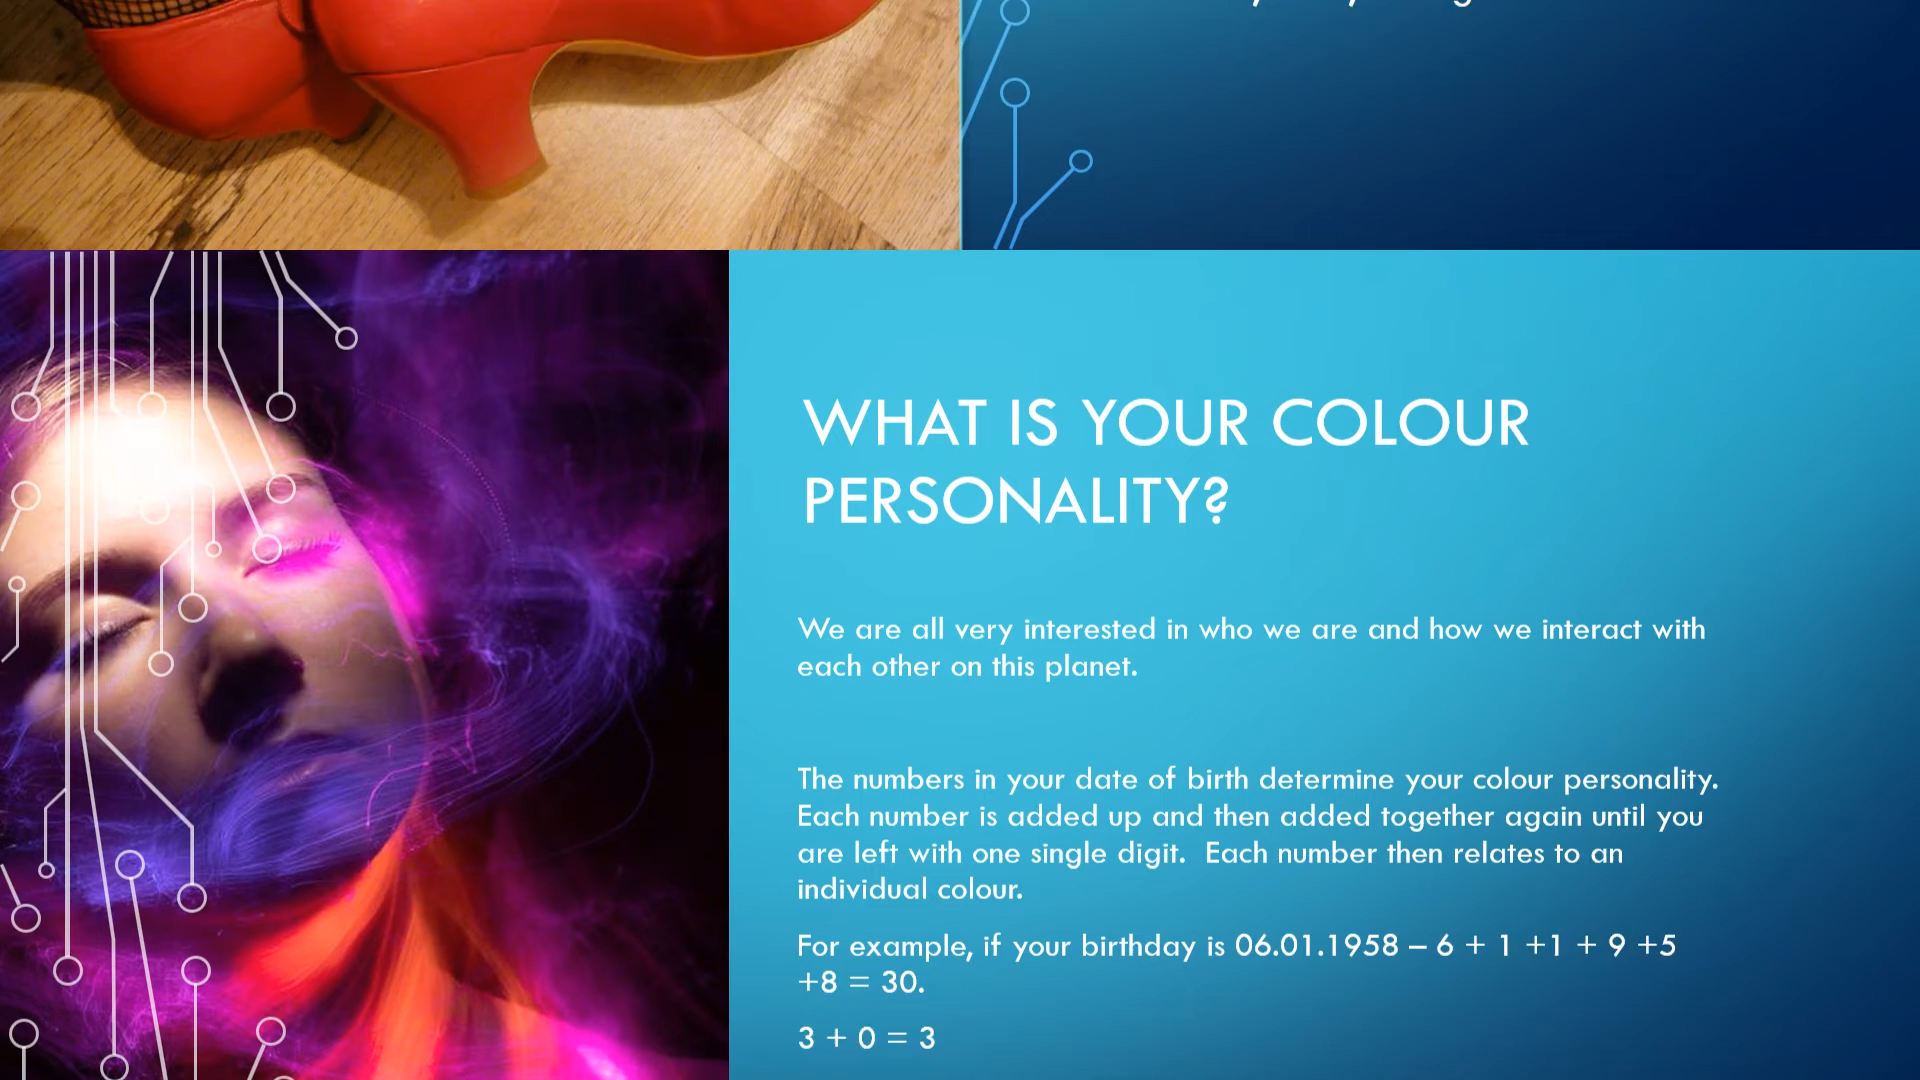 WHAT IS YOUR COLOUR
PERSONALITY?
We are all very interested in who we are and how we interact with
each other on this planet.
The numbers in your date of birth determine your colour personality.
Each number is added up and then added together again until you
are left with one single digit.  Each number then relates to an
individual colour.
For example, if your birthday is 06.01.1958 – 6 + 1 +1 + 9 +5
+8 = 30.
3 + 0 = 3